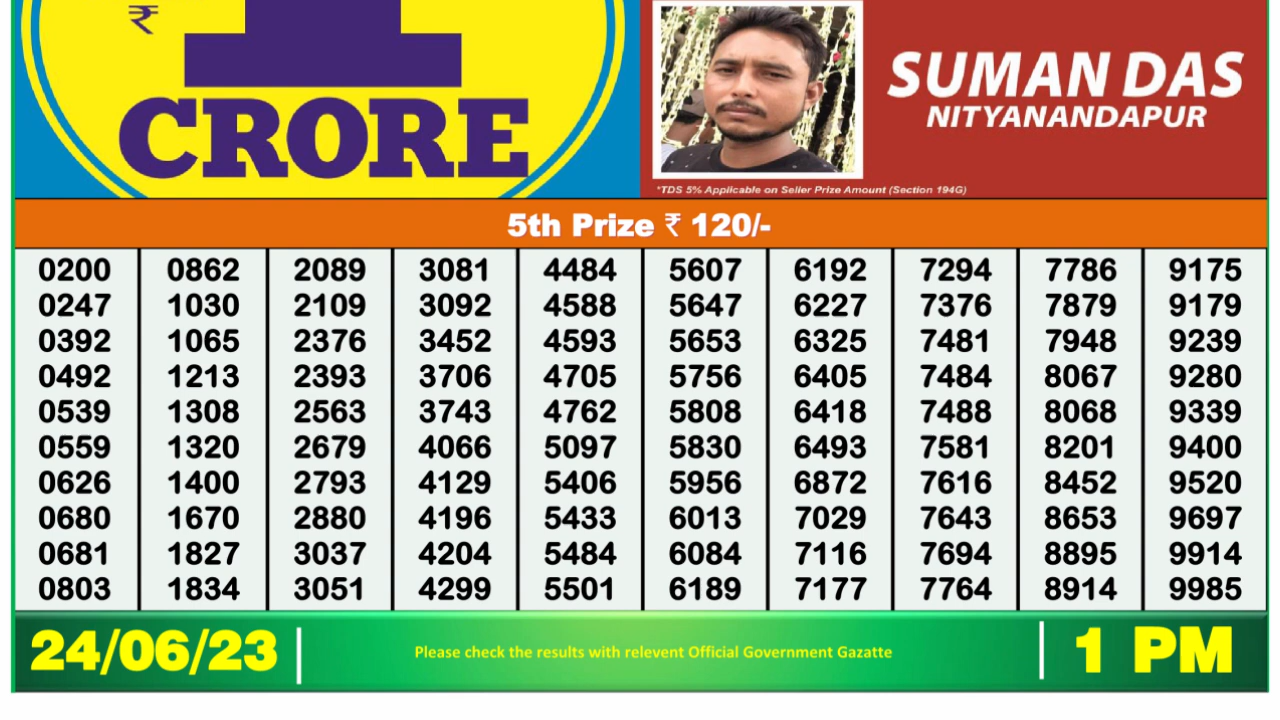 ₹
1
CRORE
SUMAN DAS
NITYANANDAPUR
*TDS 5% Applicable on Seller Prize Amount (Section 194G)
5th Prize ₹ 120/-
0200 0862 2089 3081 4484 5607 6192 7294 7786 9175
0247 1030 2109 3092 4588 5647 6227 7376 7879 9179
0392 1065 2376 3452 4593 5653 6325 7481 7948 9239
0492 1213 2393 3706 4705 5756 6405 7484 8067 9280
0539 1308 2563 3743 4762 5808 6418 7488 8068 9339
0559 1320 2679 4066 5097 5830 6493 7581 8201 9400
0626 1400 2793 4129 5406 5956 6872 7616 8452 9520
0680 1670 2880 4196 5433 6013 7029 7643 8653 9697
0681 1827 3037 4204 5484 6084 7116 7694 8895 9914
0803 1834 3051 4299 5501 6189 7177 7764 8914 9985
24/06/23
Please check the results with relevent Official Government Gazatte
1 PM